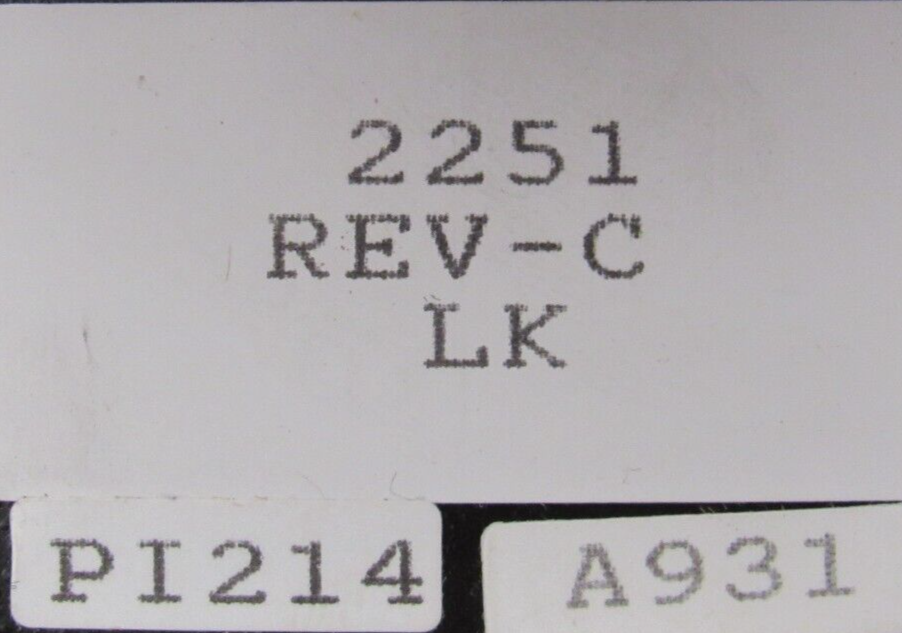 2251
REV-C
LK
PI214
A931